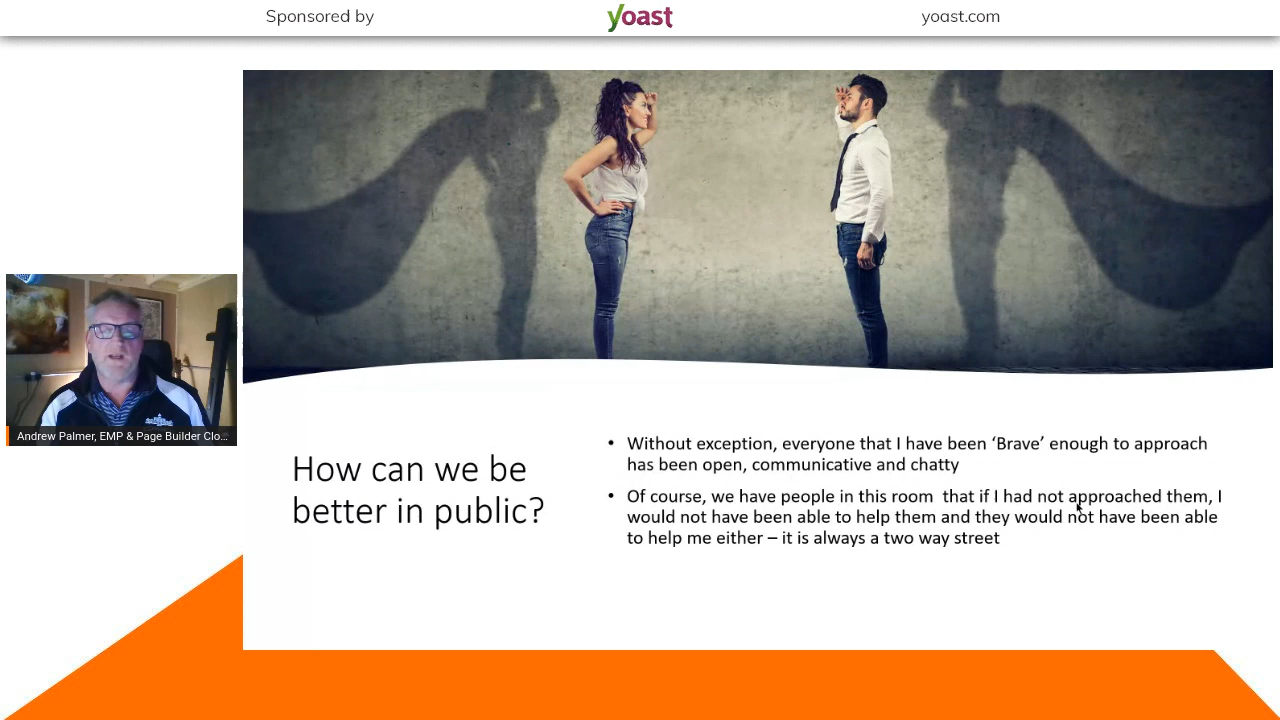 Sponsored by
yoast
yoast.com
Andrew Palmer, EMP & Page Builder Clo...
How can we be
better in public?
• Without exception, everyone that I have been ‘Brave’ enough to approach
has been open, communicative and chatty
• Of course, we have people in this room  that if I had not approached them, I
would not have been able to help them and they would not have been able
to help me either – it is always a two way street